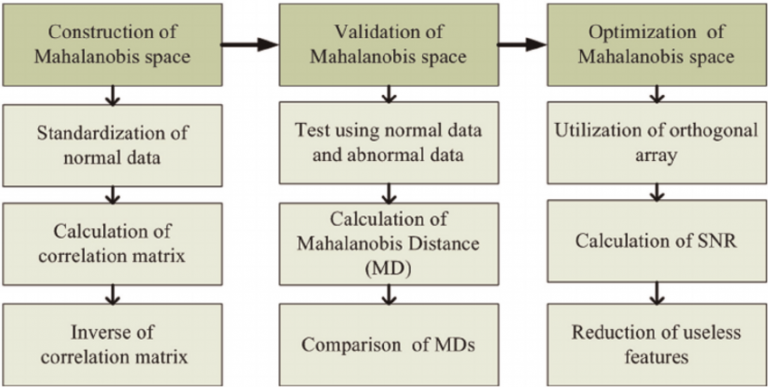 Construction of
Mahalanobis space
Validation of
Mahalanobis space
Optimization of
Mahalanobis space
Standardization of
normal data
Test using normal data
and abnormal data
Utilization of orthogonal
array
Calculation of
correlation matrix
Calculation of
Mahalanobis Distance
(MD)
Calculation of SNR
Inverse of
correlation matrix
Comparison of MDs
Reduction of useless
features